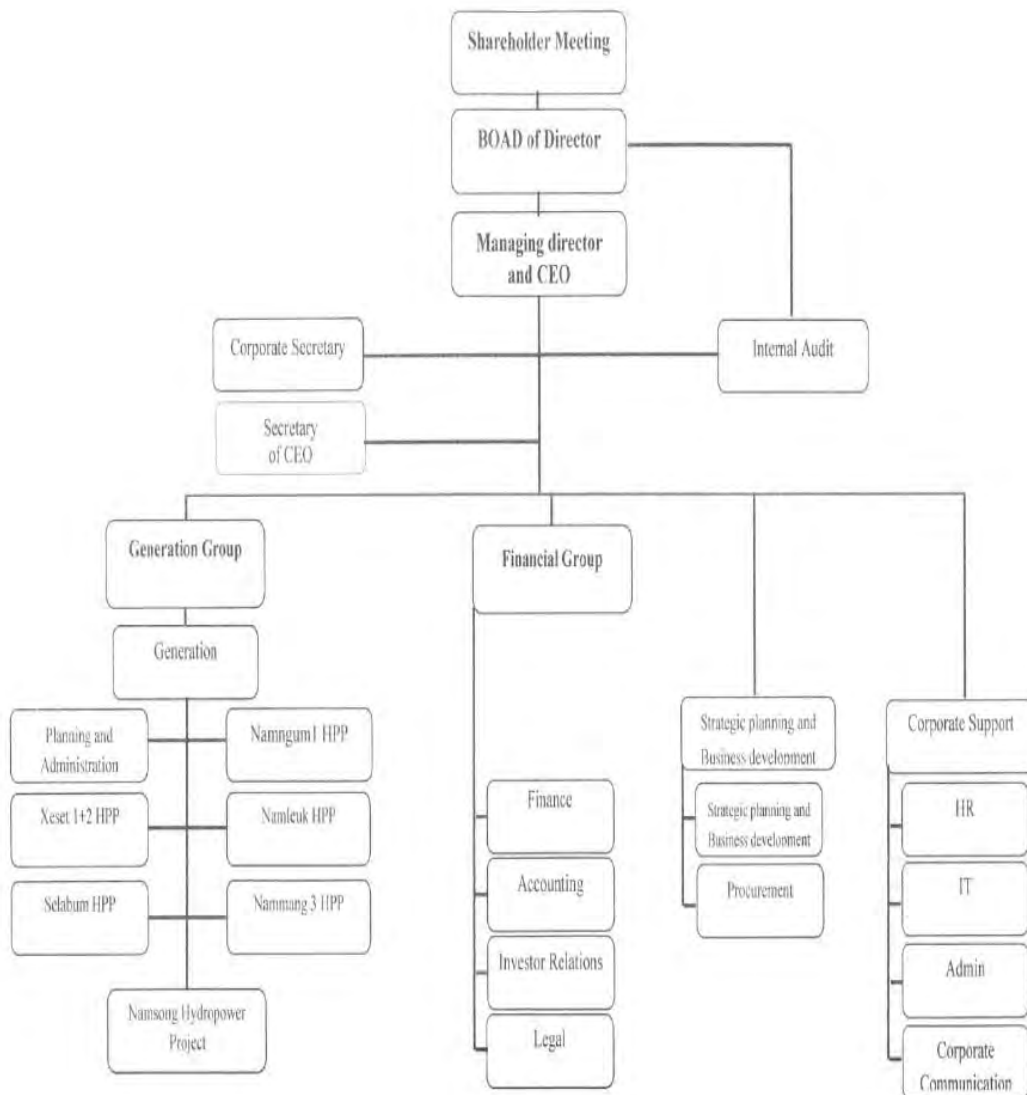 Shareholder Meeting
BOAD of Director
Managing director
and CEO
Corporate Secretary
Internal Audit
Secretary
of CEO
Generation Group
Financial Group
Generation
Planning and
Administration
Namngum1 HPP
Xeset 1+2 HPP
Namleuk HPP
Selabum HPP
Nammang 3 HPP
Namsong Hydropower
Project
Finance
Accounting
Investor Relations
Legal
Strategic planning and
Business development
Strategic planning and
Business development
Procurement
Corporate Support
HR
IT
Admin
Corporate
Communication